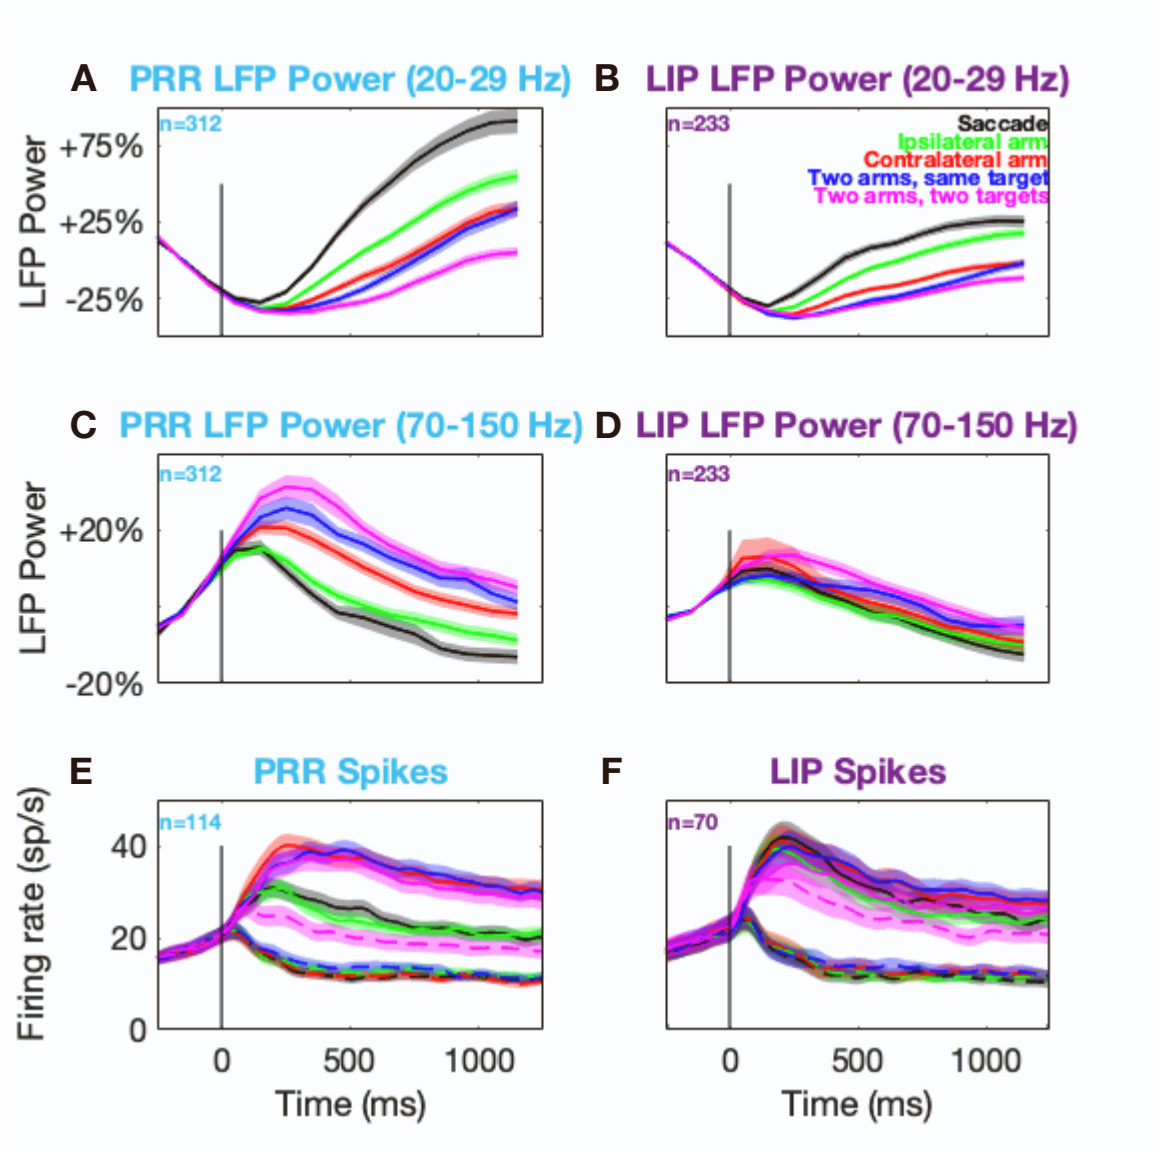 A PRR LFP Power (20-29 Hz) B LIP LFP Power (20-29 Hz)
n=312
n=233
Saccade
Ipsilateral arm
Contralateral arm
Two arms, same target
Two arms, two targets
LFP Power
+75%
+25%
-25%
C PRR LFP Power (70-150 Hz) D LIP LFP Power (70-150 Hz)
n=312
n=233
LFP Power
+20%
-20%
E PRR Spikes F LIP Spikes
n=114
n=70
Firing rate (sp/s)
40
20
0
0 500 1000 0 500 1000
Time (ms) Time (ms)